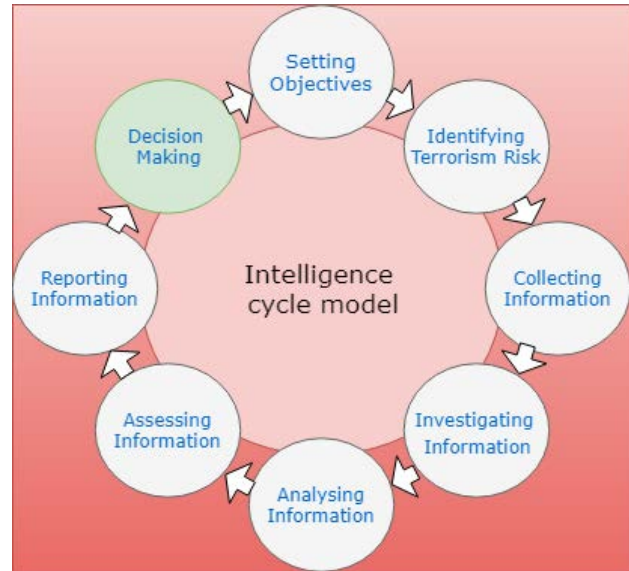 Setting
Objectives
Identifying
Terrorism Risk
Collecting
Information
Investigating
Information
Analysing
Information
Assessing
Information
Reporting
Information
Decision
Making
Intelligence
cycle model